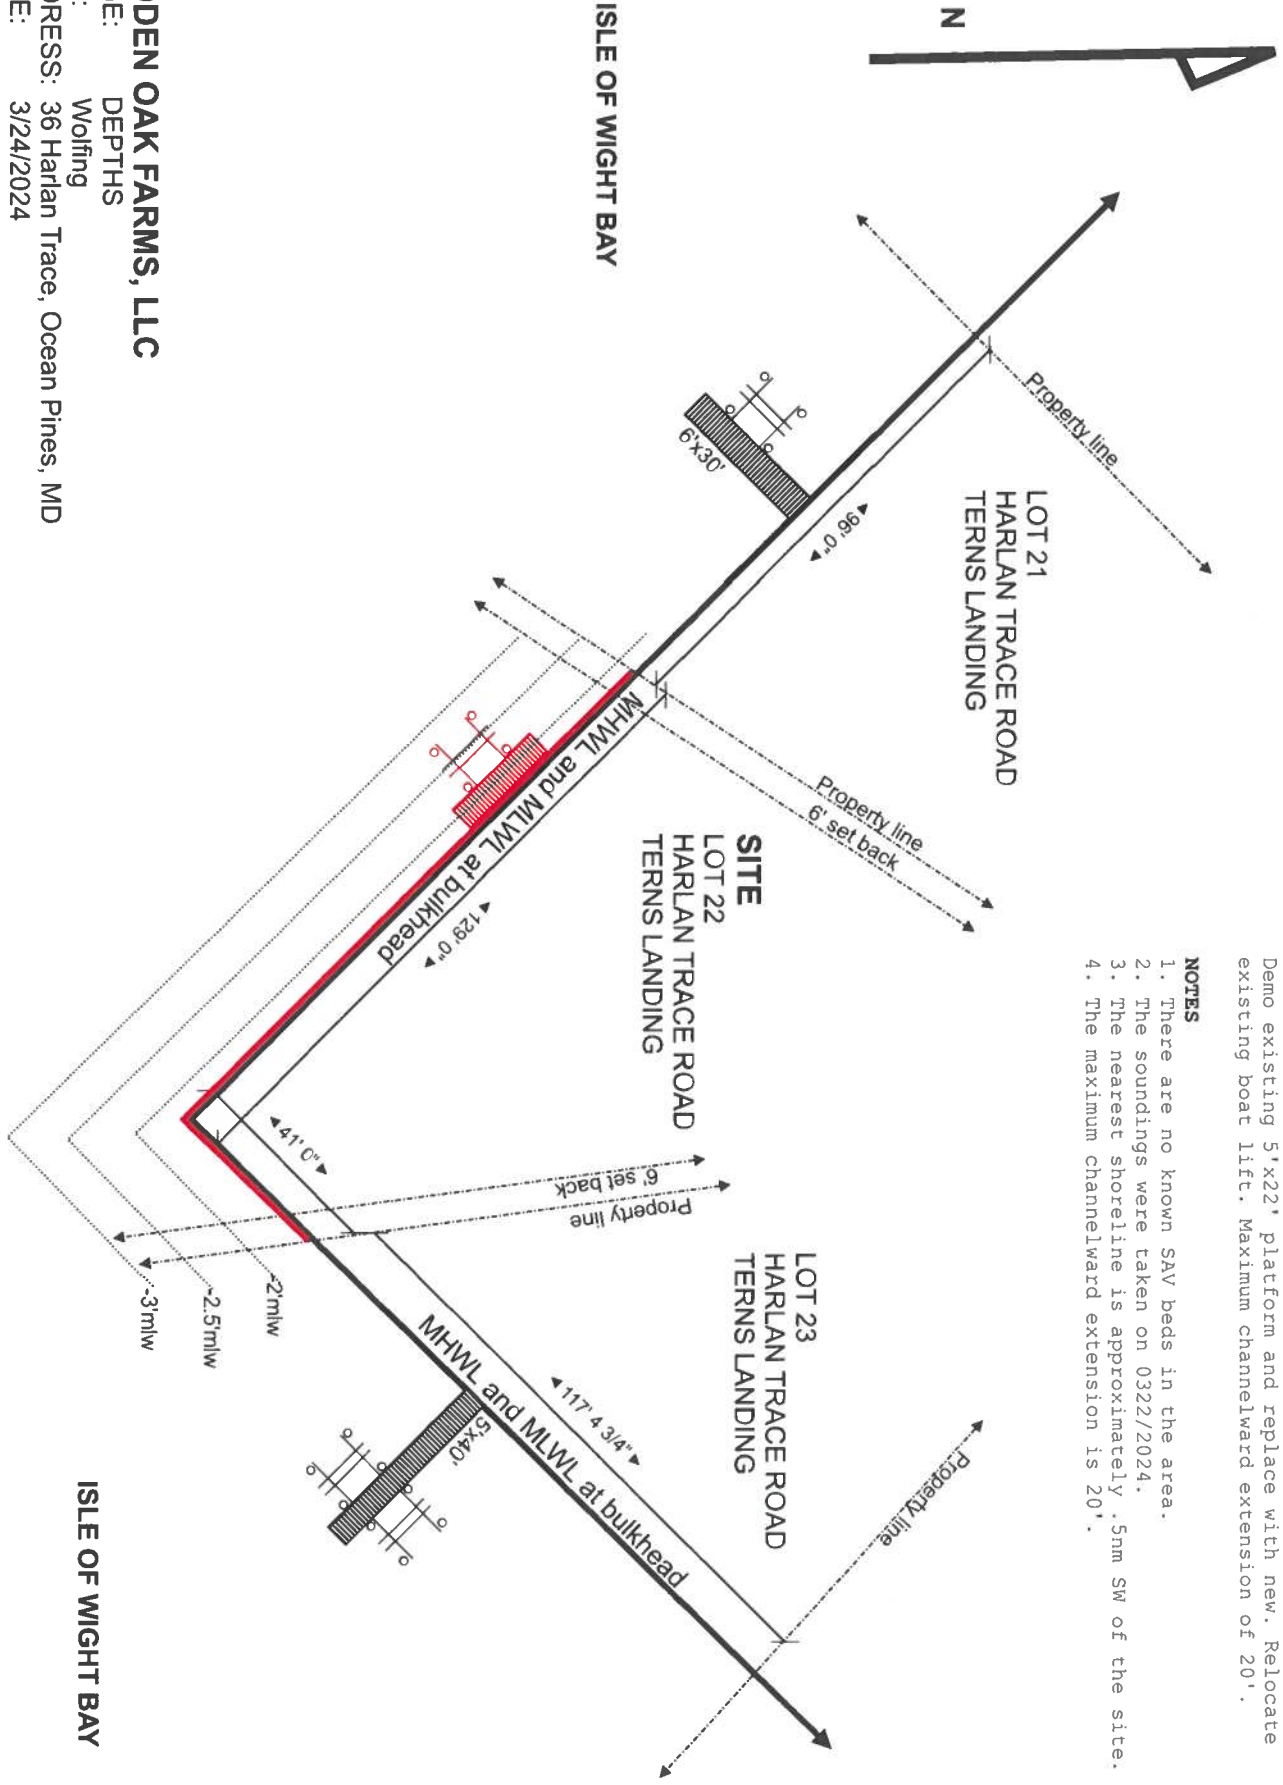 Demo existing 5'x22' platform and replace with new. Relocate
existing boat lift. Maximum channelward extension of 20'.
NOTES
1. There are no known SAV beds in the area.
2. The soundings were taken on 0322/2024.
3. The nearest shoreline is approximately .5nm SW of the site.
4. The maximum channelward extension is 20'.
N
ISLE OF WIGHT BAY
Property line
LOT 21
HARLAN TRACE ROAD
TERNS LANDING
6'x30'
96' 0"
Property line
6' set back
SITE
LOT 22
HARLAN TRACE ROAD
TERNS LANDING
MHWL and MLWL at bulkhead
129' 0"
41' 0"
6' set back
Property line
LOT 23
HARLAN TRACE ROAD
TERNS LANDING
Property line
117' 4 3/4"
MHWL and MLWL at bulkhead
5'x40'
-2'mlw
-2.5'mlw
-3'mlw
ISLE OF WIGHT BAY
DDEN OAK FARMS, LLC
DE: DEPTHS
: Wolfing
DRESS: 36 Harlan Trace, Ocean Pines, MD
E: 3/24/2024